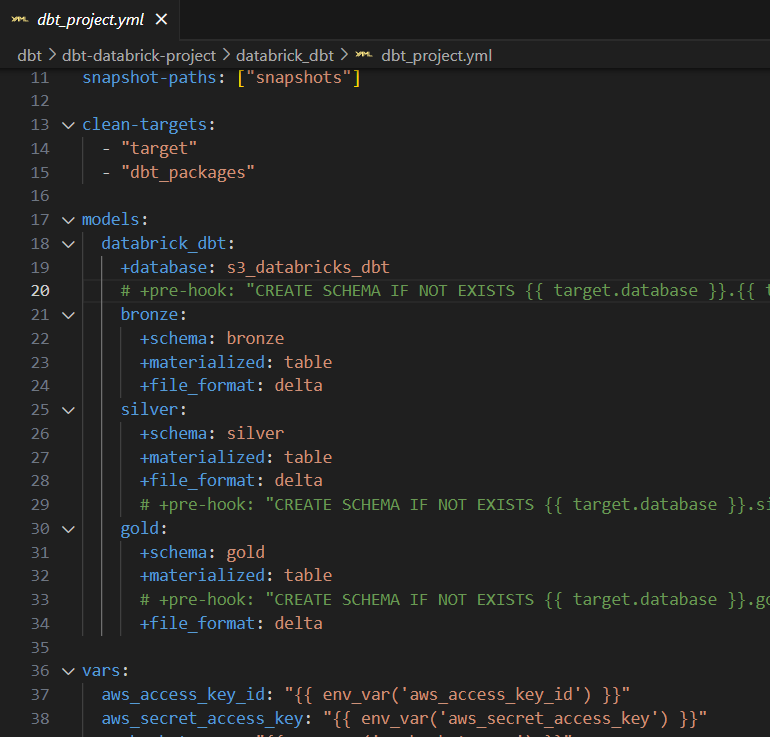 dbt_project.yml
dbt > dbt-databrick-project > databrick_dbt > dbt_project.yml
11 snapshot-paths: ["snapshots"]
12
13 clean-targets:
14   - "target"
15   - "dbt_packages"
16
17 models:
18   databrick_dbt:
19     +database: s3_databricks_dbt
20     # +pre-hook: "CREATE SCHEMA IF NOT EXISTS {{ target.database }}.{{
21     bronze:
22       +schema: bronze
23       +materialized: table
24       +file_format: delta
25     silver:
26       +schema: silver
27       +materialized: table
28       +file_format: delta
29       # +pre-hook: "CREATE SCHEMA IF NOT EXISTS {{ target.database }}.si
30     gold:
31       +schema: gold
32       +materialized: table
33       # +pre-hook: "CREATE SCHEMA IF NOT EXISTS {{ target.database }}.go
34       +file_format: delta
35
36 vars:
37   aws_access_key_id: "{{ env_var('aws_access_key_id') }}"
38   aws_secret_access_key: "{{ env_var('aws_secret_access_key') }}"